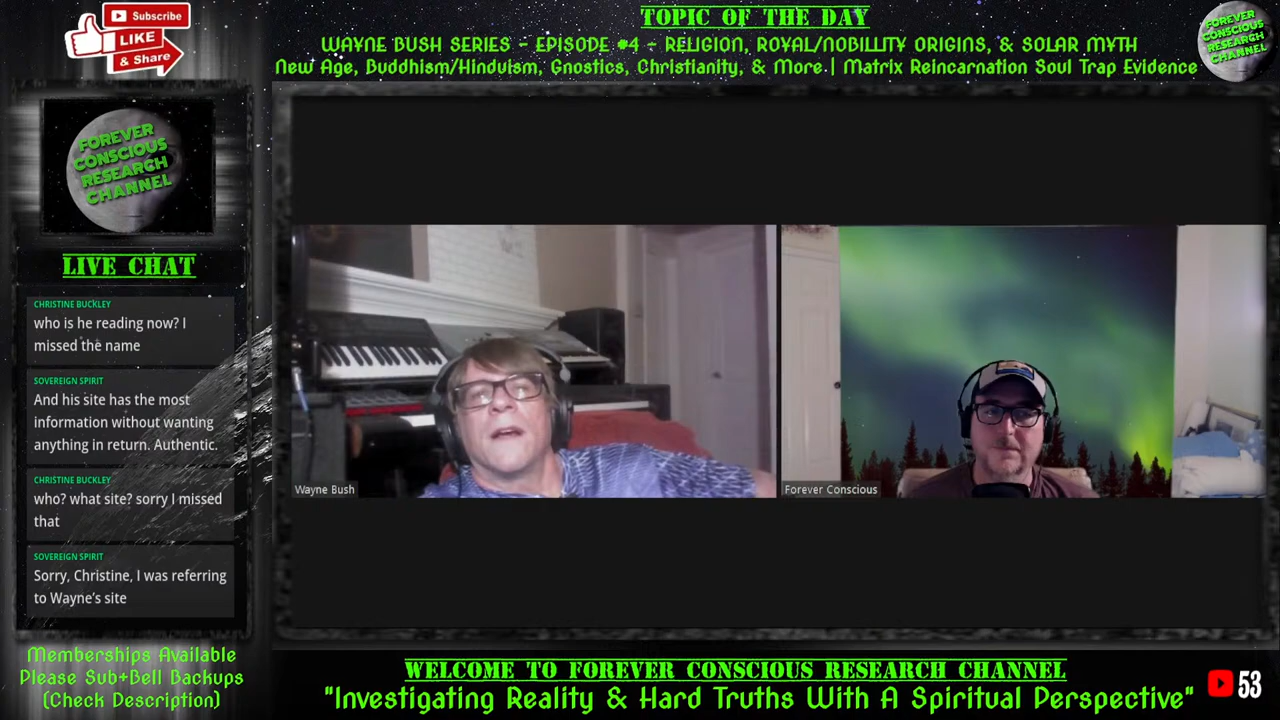 Subscribe
LIKE
& Share
TOPIC OF THE DAY
WAYNE BUSH SERIES - EPISODE #4 - RELIGION, ROYAL/NOBILLITY ORIGINS, & SOLAR MYTH
New Age, Buddhism/Hinduism, Gnostics, Christianity, & More | Matrix Reincarnation Soul Trap Evidence
FOREVER
CONSCIOUS
RESEARCH
CHANNEL
FOREVER
CONSCIOUS
RESEARCH
CHANNEL
LIVE CHAT
CHRISTINE BUCKLEY
who is he reading now? I
missed the name
SOVEREIGN SPIRIT
And his site has the most
information without wanting
anything in return. Authentic.
CHRISTINE BUCKLEY
who? what site? sorry I missed
that
SOVEREIGN SPIRIT
Sorry, Christine, I was referring
to Wayne's site
Wayne Bush
Forever Conscious
Memberships Available
Please Sub+Bell Backups
(Check Description)
WELCOME TO FOREVER CONSCIOUS RESEARCH CHANNEL
"Investigating Reality & Hard Truths With A Spiritual Perspective"
53